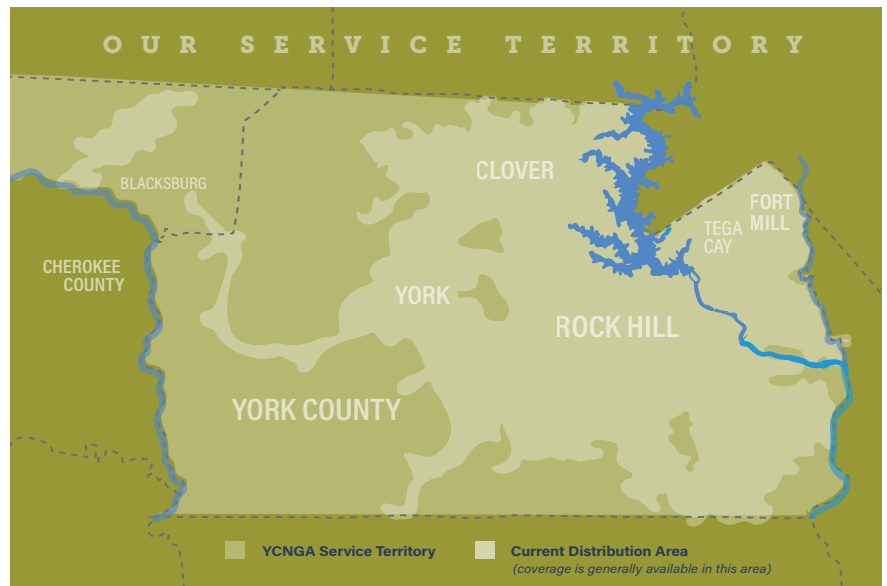 OUR SERVICE TERRITORY
CLOVER
BLACKSBURG
FORT
MILL
TEGA
CAY
CHEROKEE
COUNTY
YORK
ROCK HILL
YORK COUNTY
YCNGA Service Territory
Current Distribution Area
(coverage is generally available in this area)